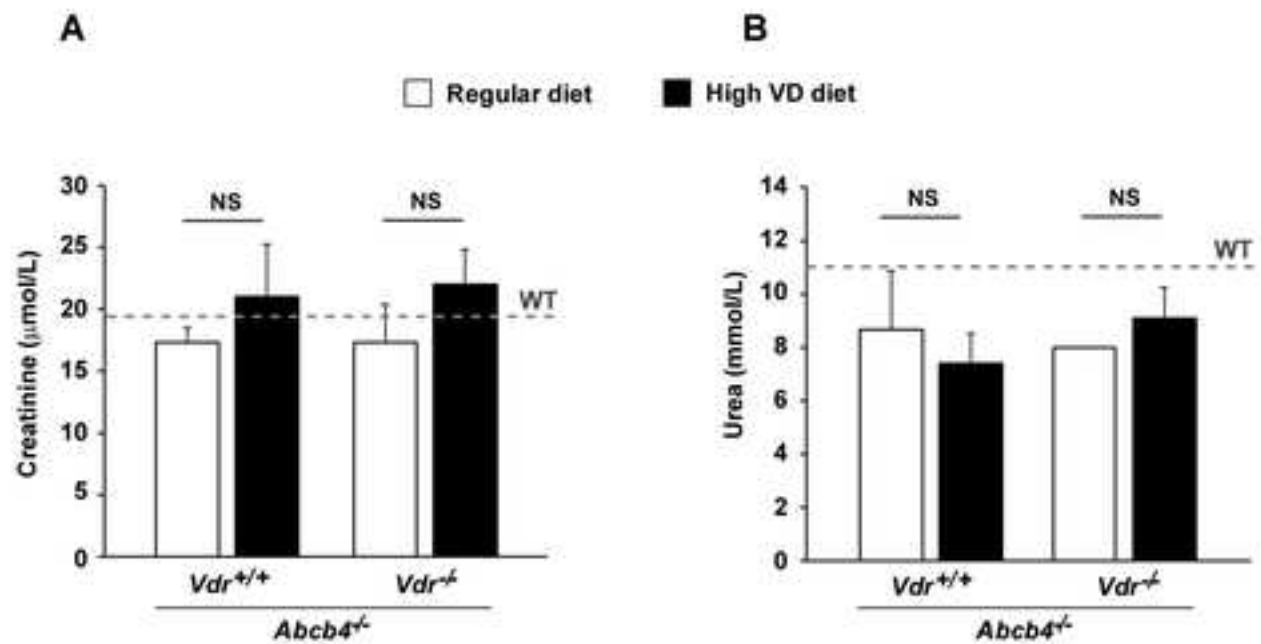 A
B
Regular diet
High VD diet
Creatinine (µmol/L)
30
25
20
15
10
5
0
NS
NS
WT
Vdr+/+
Vdr-/-
Abcb4-/-
Urea (mmol/L)
14
12
10
8
6
4
2
0
NS
NS
WT
Vdr+/+
Vdr-/-
Abcb4-/-